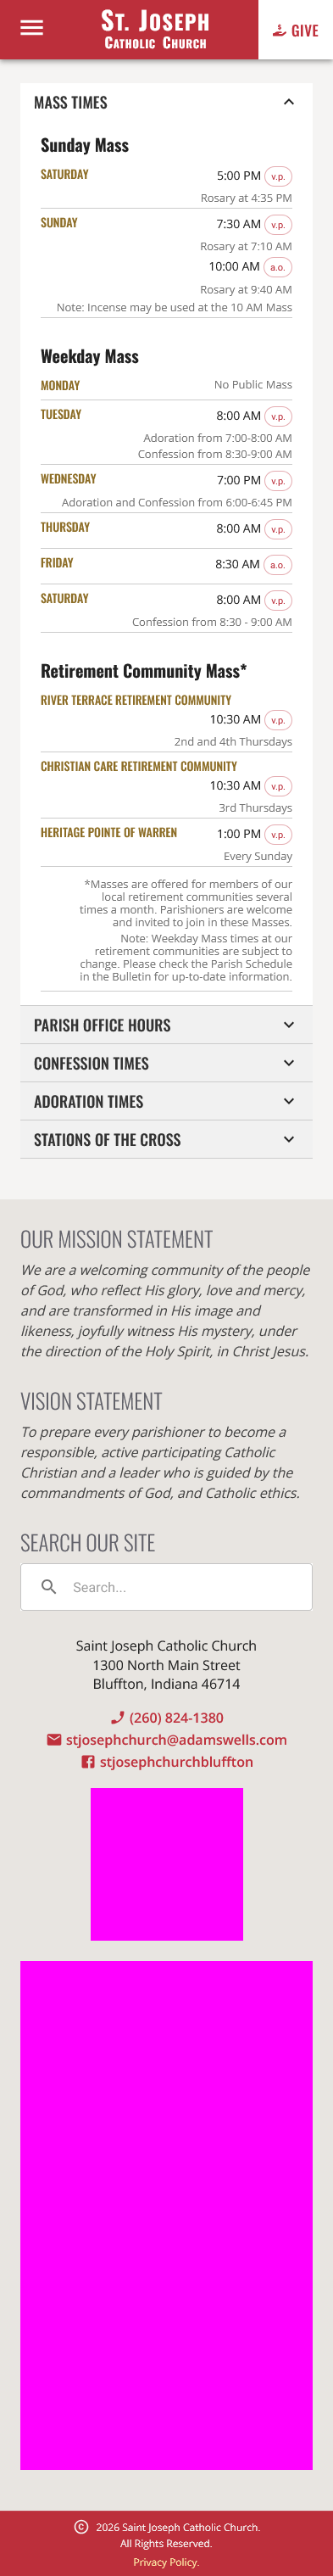 St. Joseph
Catholic Church
GIVE
MASS TIMES
Sunday Mass
SATURDAY 5:00 PM v.p.
Rosary at 4:35 PM
SUNDAY 7:30 AM v.p.
Rosary at 7:10 AM
10:00 AM a.o.
Rosary at 9:40 AM
Note: Incense may be used at the 10 AM Mass
Weekday Mass
MONDAY No Public Mass
TUESDAY 8:00 AM v.p.
Adoration from 7:00-8:00 AM
Confession from 8:30-9:00 AM
WEDNESDAY 7:00 PM v.p.
Adoration and Confession from 6:00-6:45 PM
THURSDAY 8:00 AM v.p.
FRIDAY 8:30 AM a.o.
SATURDAY 8:00 AM v.p.
Confession from 8:30 - 9:00 AM
Retirement Community Mass*
RIVER TERRACE RETIREMENT COMMUNITY
10:30 AM v.p.
2nd and 4th Thursdays
CHRISTIAN CARE RETIREMENT COMMUNITY
10:30 AM v.p.
3rd Thursdays
HERITAGE POINTE OF WARREN 1:00 PM v.p.
Every Sunday
*Masses are offered for members of our
local retirement communities several
times a month. Parishioners are welcome
and invited to join in these Masses.
Note: Weekday Mass times at our
retirement communities are subject to
change. Please check the Parish Schedule
in the Bulletin for up-to-date information.
PARISH OFFICE HOURS
CONFESSION TIMES
ADORATION TIMES
STATIONS OF THE CROSS
OUR MISSION STATEMENT
We are a welcoming community of the people
of God, who reflect His glory, love and mercy,
and are transformed in His image and
likeness, joyfully witness His mystery, under
the direction of the Holy Spirit, in Christ Jesus.
VISION STATEMENT
To prepare every parishioner to become a
responsible, active participating Catholic
Christian and a leader who is guided by the
commandments of God, and Catholic ethics.
SEARCH OUR SITE
Search...
Saint Joseph Catholic Church
1300 North Main Street
Bluffton, Indiana 46714
(260) 824-1380
stjosephchurch@adamswells.com
stjosephchurchbluffton
© 2026 Saint Joseph Catholic Church.
All Rights Reserved.
Privacy Policy.